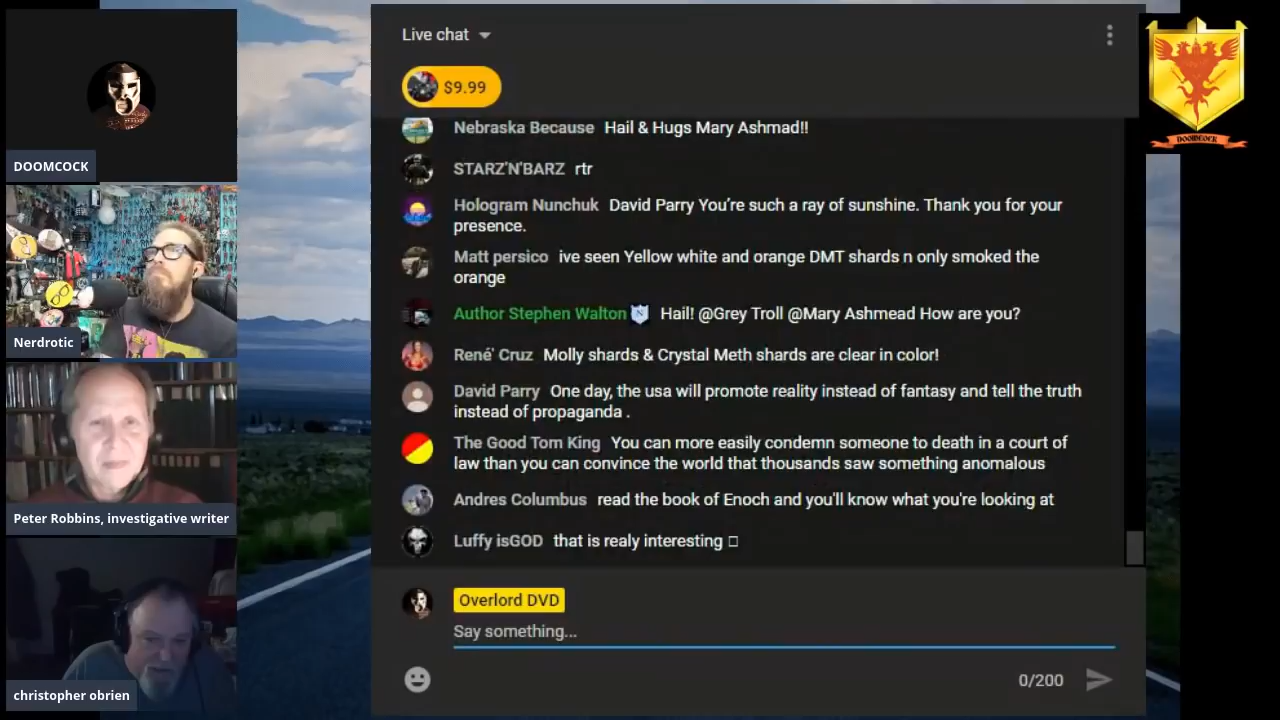 DOOMCOCK
Nerdrotic
Peter Robbins, investigative writer
christopher obrien
Live chat
$9.99
Nebraska Because Hail & Hugs Mary Ashmad!!
STARZ'N'BARZ rtr
Hologram Nunchuk David Parry You're such a ray of sunshine. Thank you for your
presence.
Matt persico ive seen Yellow white and orange DMT shards n only smoked the
orange
Author Stephen Walton N Hail! @Grey Troll @Mary Ashmead How are you?
René' Cruz Molly shards & Crystal Meth shards are clear in color!
David Parry One day, the usa will promote reality instead of fantasy and tell the truth
instead of propaganda .
The Good Tom King You can more easily condemn someone to death in a court of
law than you can convince the world that thousands saw something anomalous
Andres Columbus read the book of Enoch and you'll know what you're looking at
Luffy isGOD that is realy interesting □
Overlord DVD
Say something...
0/200
DOOMCOCK